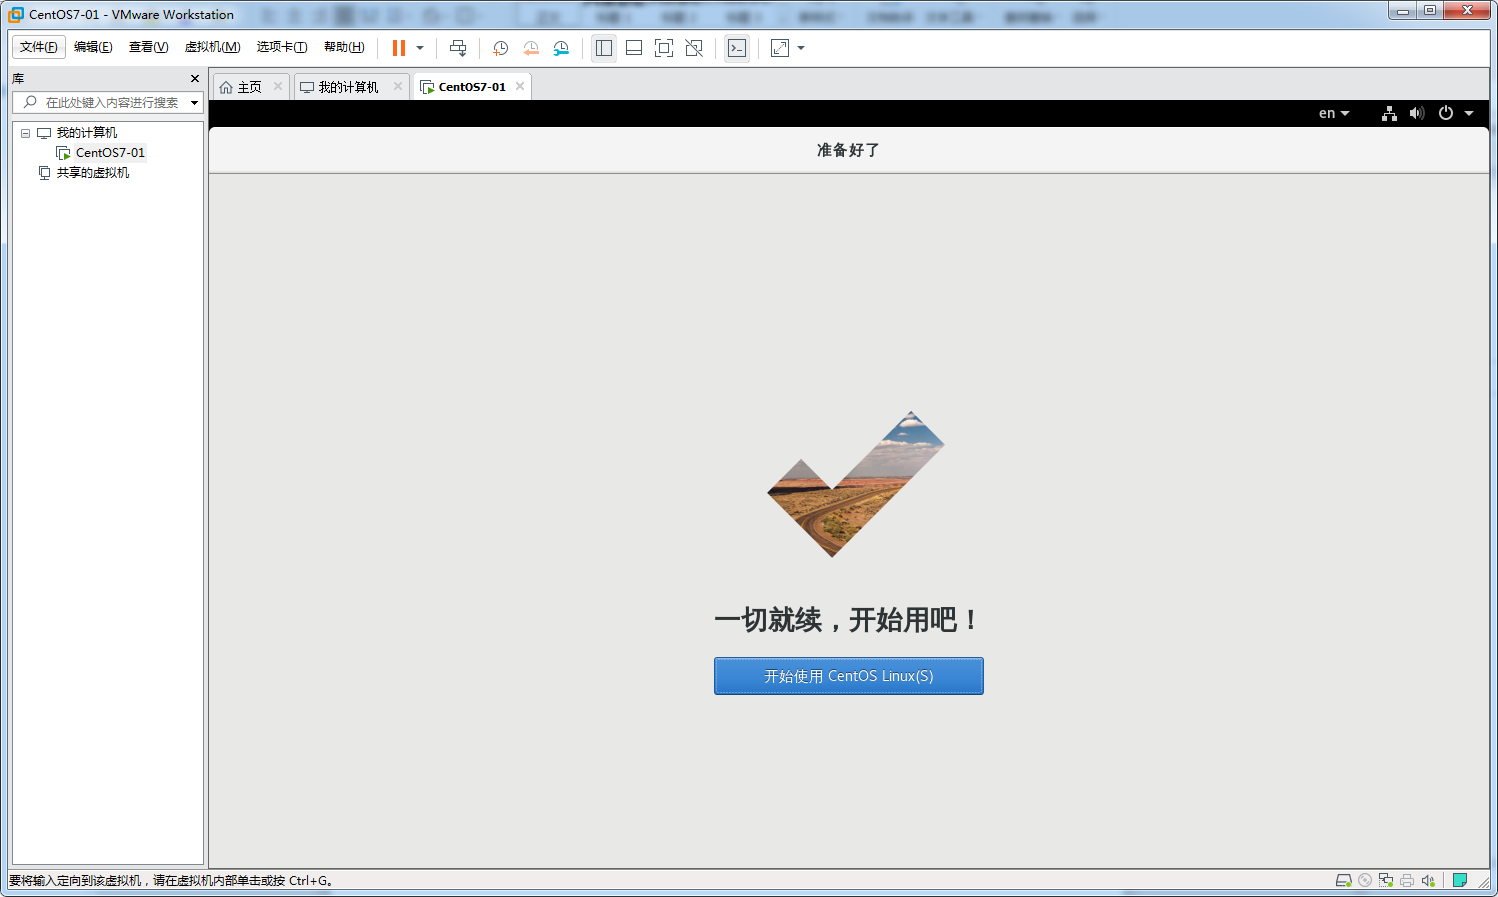 CentOS7-01 - VMware Workstation
文件(F) 编辑(E) 查看(V) 虚拟机(M) 选项卡(T) 帮助(H)
库
主页 我的计算机 CentOS7-01
在此处键入内容进行搜索
en
我的计算机
CentOS7-01
共享的虚拟机
准备好了
一切就续，开始用吧！
开始使用 CentOS Linux(S)
要将输入定向到该虚拟机，请在虚拟机内部单击或按 Ctrl+G。